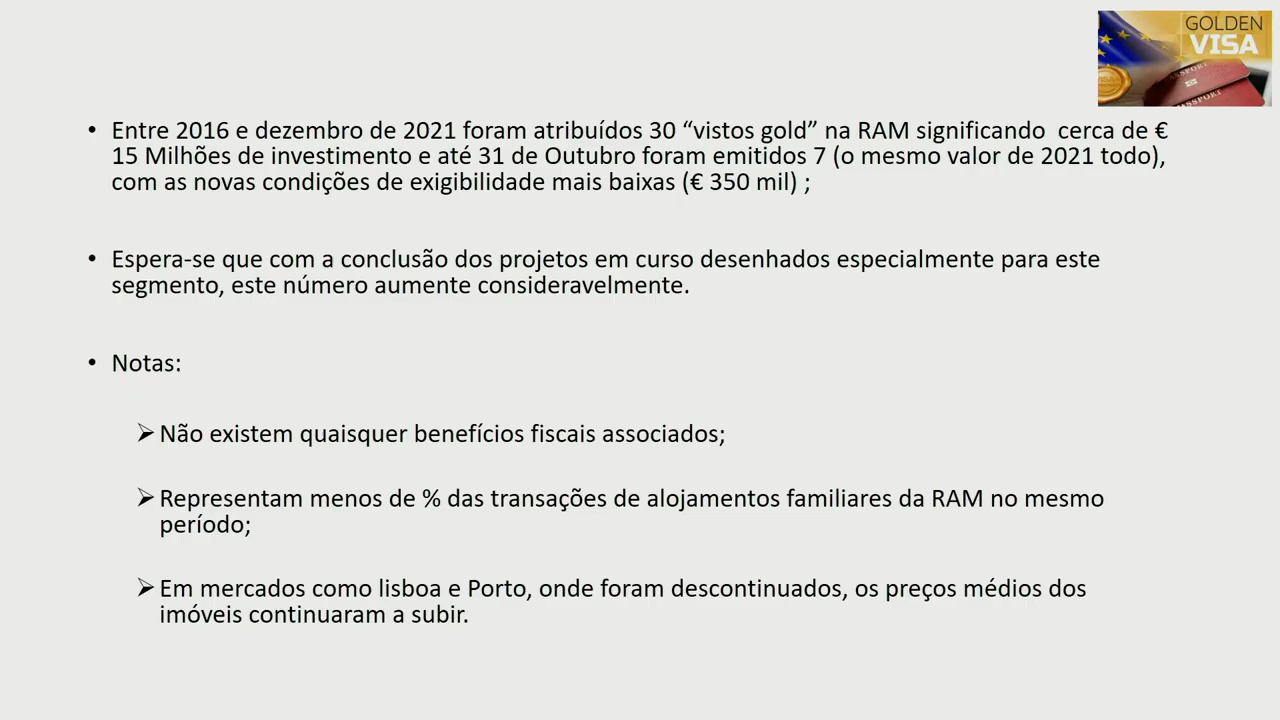 GOLDEN
VISA
PASSPORT
PASSPORT
• Entre 2016 e dezembro de 2021 foram atribuídos 30 “vistos gold” na RAM significando  cerca de €
15 Milhões de investimento e até 31 de Outubro foram emitidos 7 (o mesmo valor de 2021 todo),
com as novas condições de exigibilidade mais baixas (€ 350 mil) ;
• Espera-se que com a conclusão dos projetos em curso desenhados especialmente para este
segmento, este número aumente consideravelmente.
• Notas:
➢ Não existem quaisquer benefícios fiscais associados;
➢ Representam menos de % das transações de alojamentos familiares da RAM no mesmo
período;
➢ Em mercados como lisboa e Porto, onde foram descontinuados, os preços médios dos
imóveis continuaram a subir.